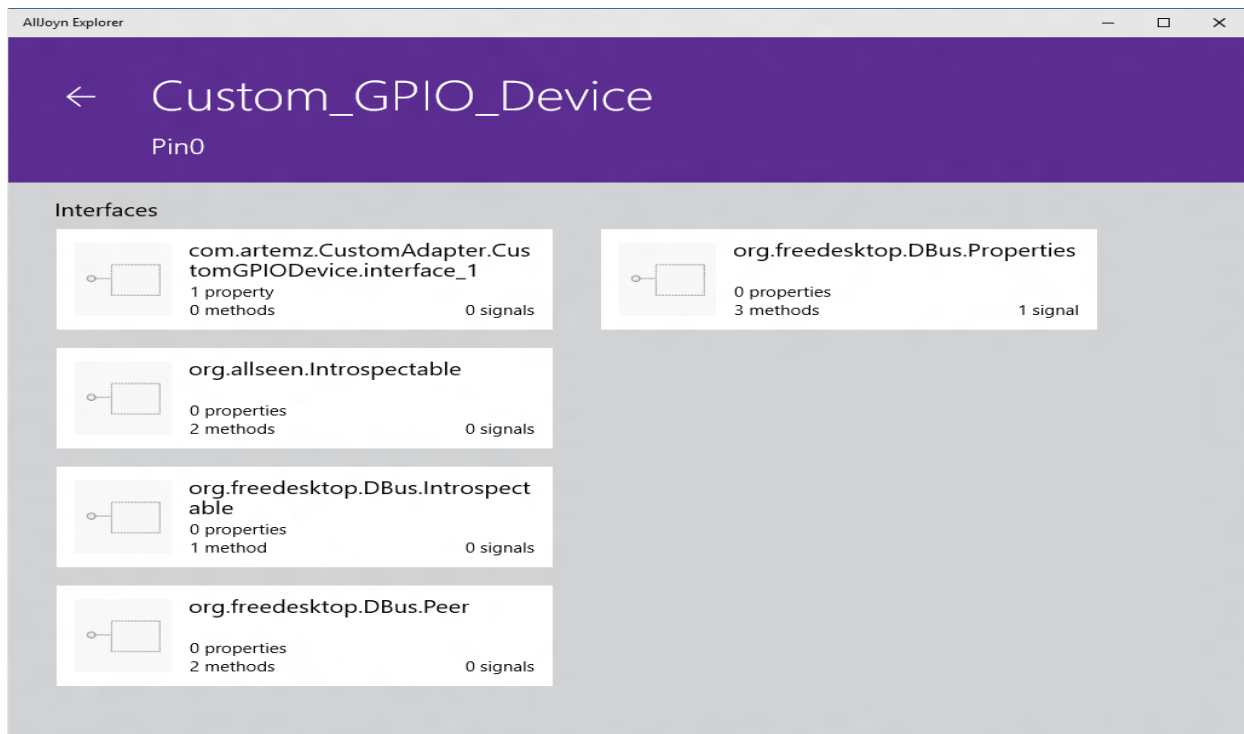 AllJoyn Explorer
Custom_GPIO_Device
Pin0
Interfaces
com.artemz.CustomAdapter.Cus
tomGPIODevice.interface_1
1 property
0 methods 0 signals
org.allseen.Introspectable
0 properties
2 methods 0 signals
org.freedesktop.DBus.Introspect
able
0 properties
1 method 0 signals
org.freedesktop.DBus.Peer
0 properties
2 methods 0 signals
org.freedesktop.DBus.Properties
0 properties
3 methods 1 signal